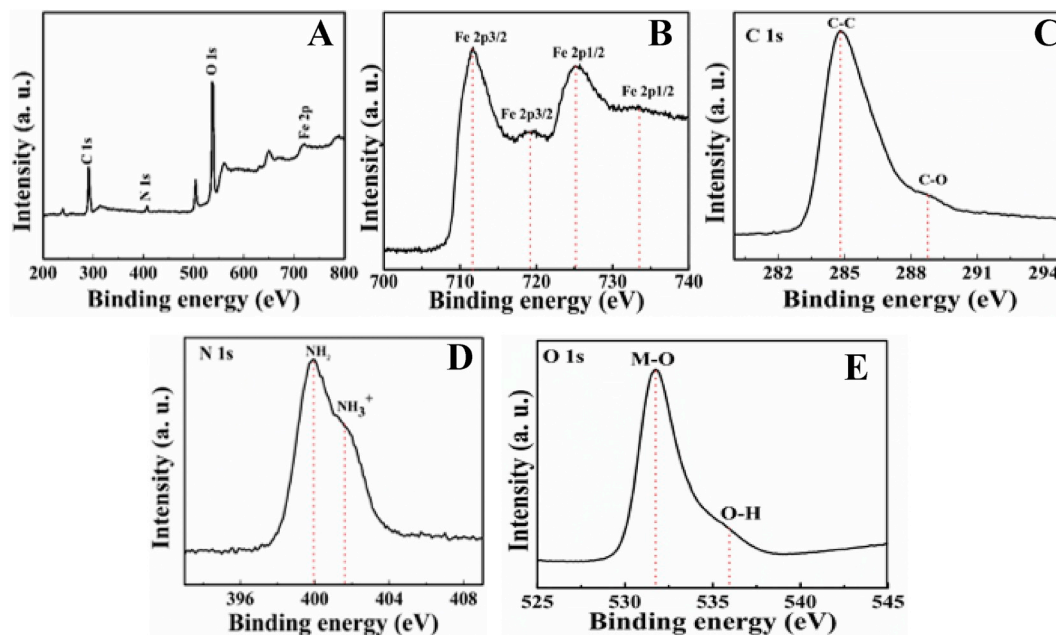 A
Intensity (a. u.)
C 1s
N 1s
O 1s
Fe 2p
200 300 400 500 600 700 800
Binding energy (eV)
B
Intensity (a. u.)
Fe 2p3/2
Fe 2p3/2
Fe 2p1/2
Fe 2p1/2
700 710 720 730 740
Binding energy (eV)
C
C 1s
Intensity (a. u.)
C-C
C-O
282 285 288 291 294
Binding energy (eV)
D
N 1s
Intensity (a. u.)
NH₂
NH₃⁺
396 400 404 408
Binding energy (eV)
E
O 1s
Intensity (a. u.)
M-O
O-H
525 530 535 540 545
Binding energy (eV)